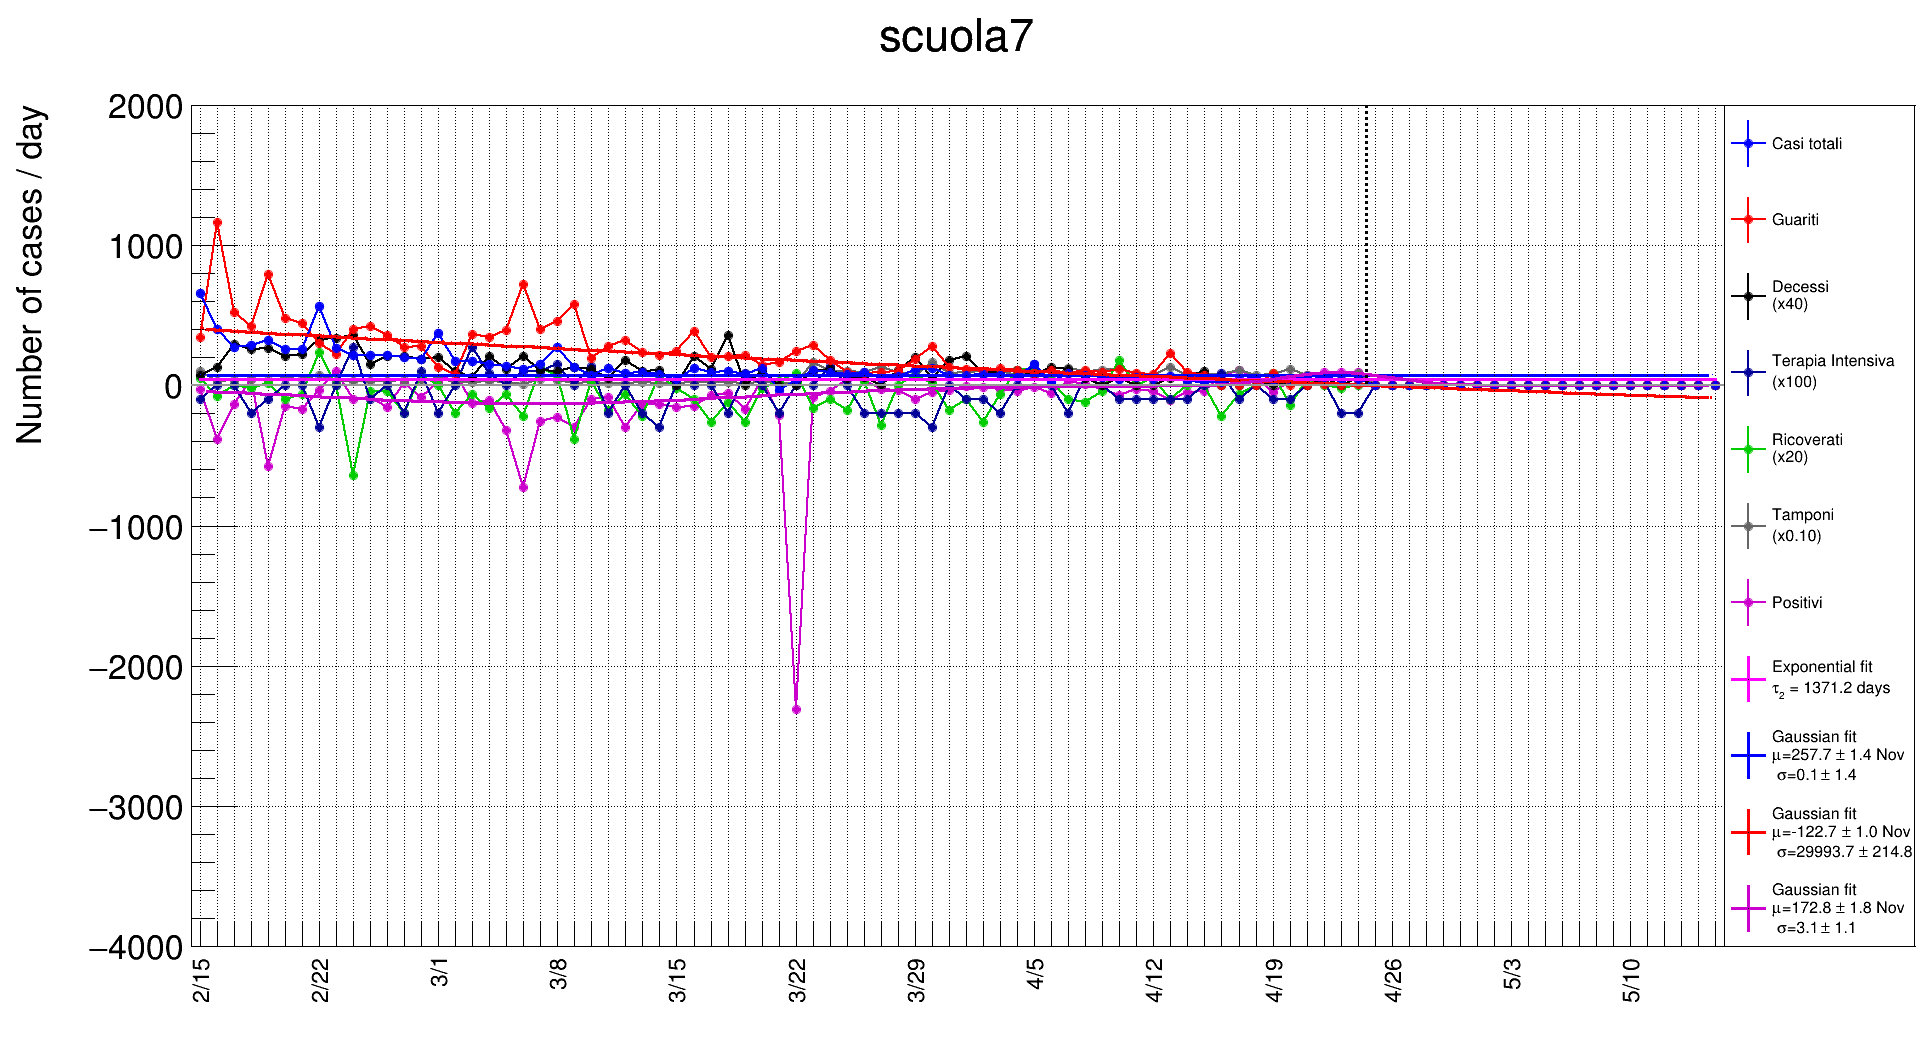 scuola7
Number of cases / day
2000
1000
0
−1000
−2000
−3000
−4000
2/15
2/22
3/1
3/8
3/15
3/22
3/29
4/5
4/12
4/19
4/26
5/3
5/10
Casi totali
Guariti
Decessi
(x40)
Terapia Intensiva
(x100)
Ricoverati
(x20)
Tamponi
(x0.10)
Positivi
Exponential fit
τ2 = 1371.2 days
Gaussian fit
μ=257.7 ± 1.4 Nov
σ=0.1 ± 1.4
Gaussian fit
μ=-122.7 ± 1.0 Nov
σ=29993.7 ± 214.8
Gaussian fit
μ=172.8 ± 1.8 Nov
σ=3.1 ± 1.1